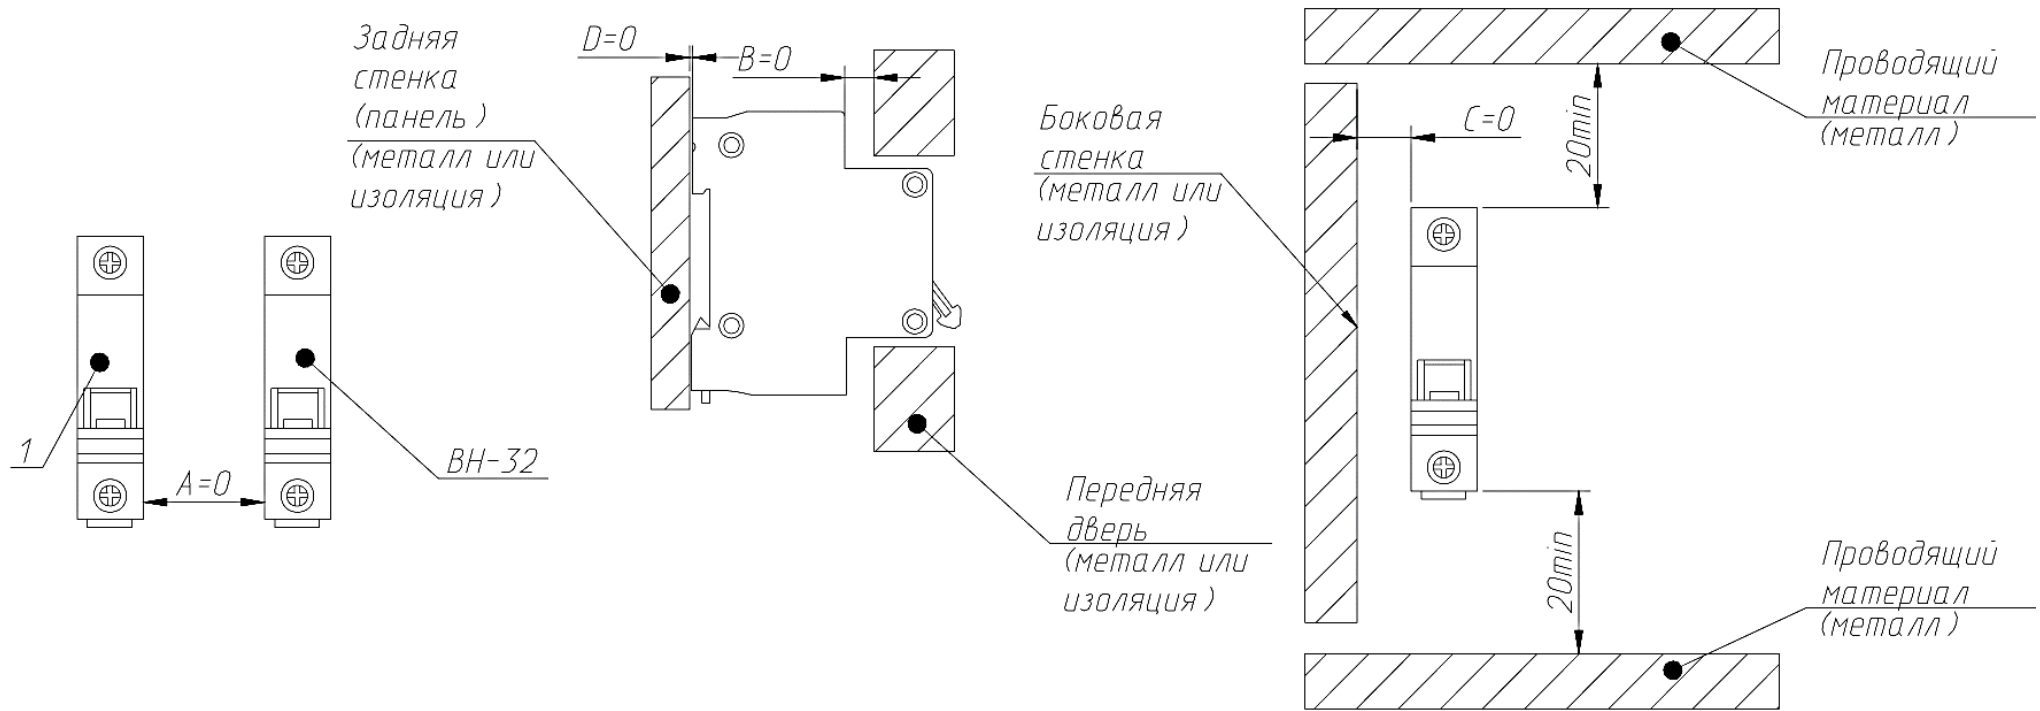 1
A=0
ВН-32
Задняя
стенка
(панель)
(металл или
изоляция)
D=0
B=0
Передняя
дверь
(металл или
изоляция)
Боковая
стенка
(металл или
изоляция)
C=0
20min
20min
Проводящий
материал
(металл)
Проводящий
материал
(металл)